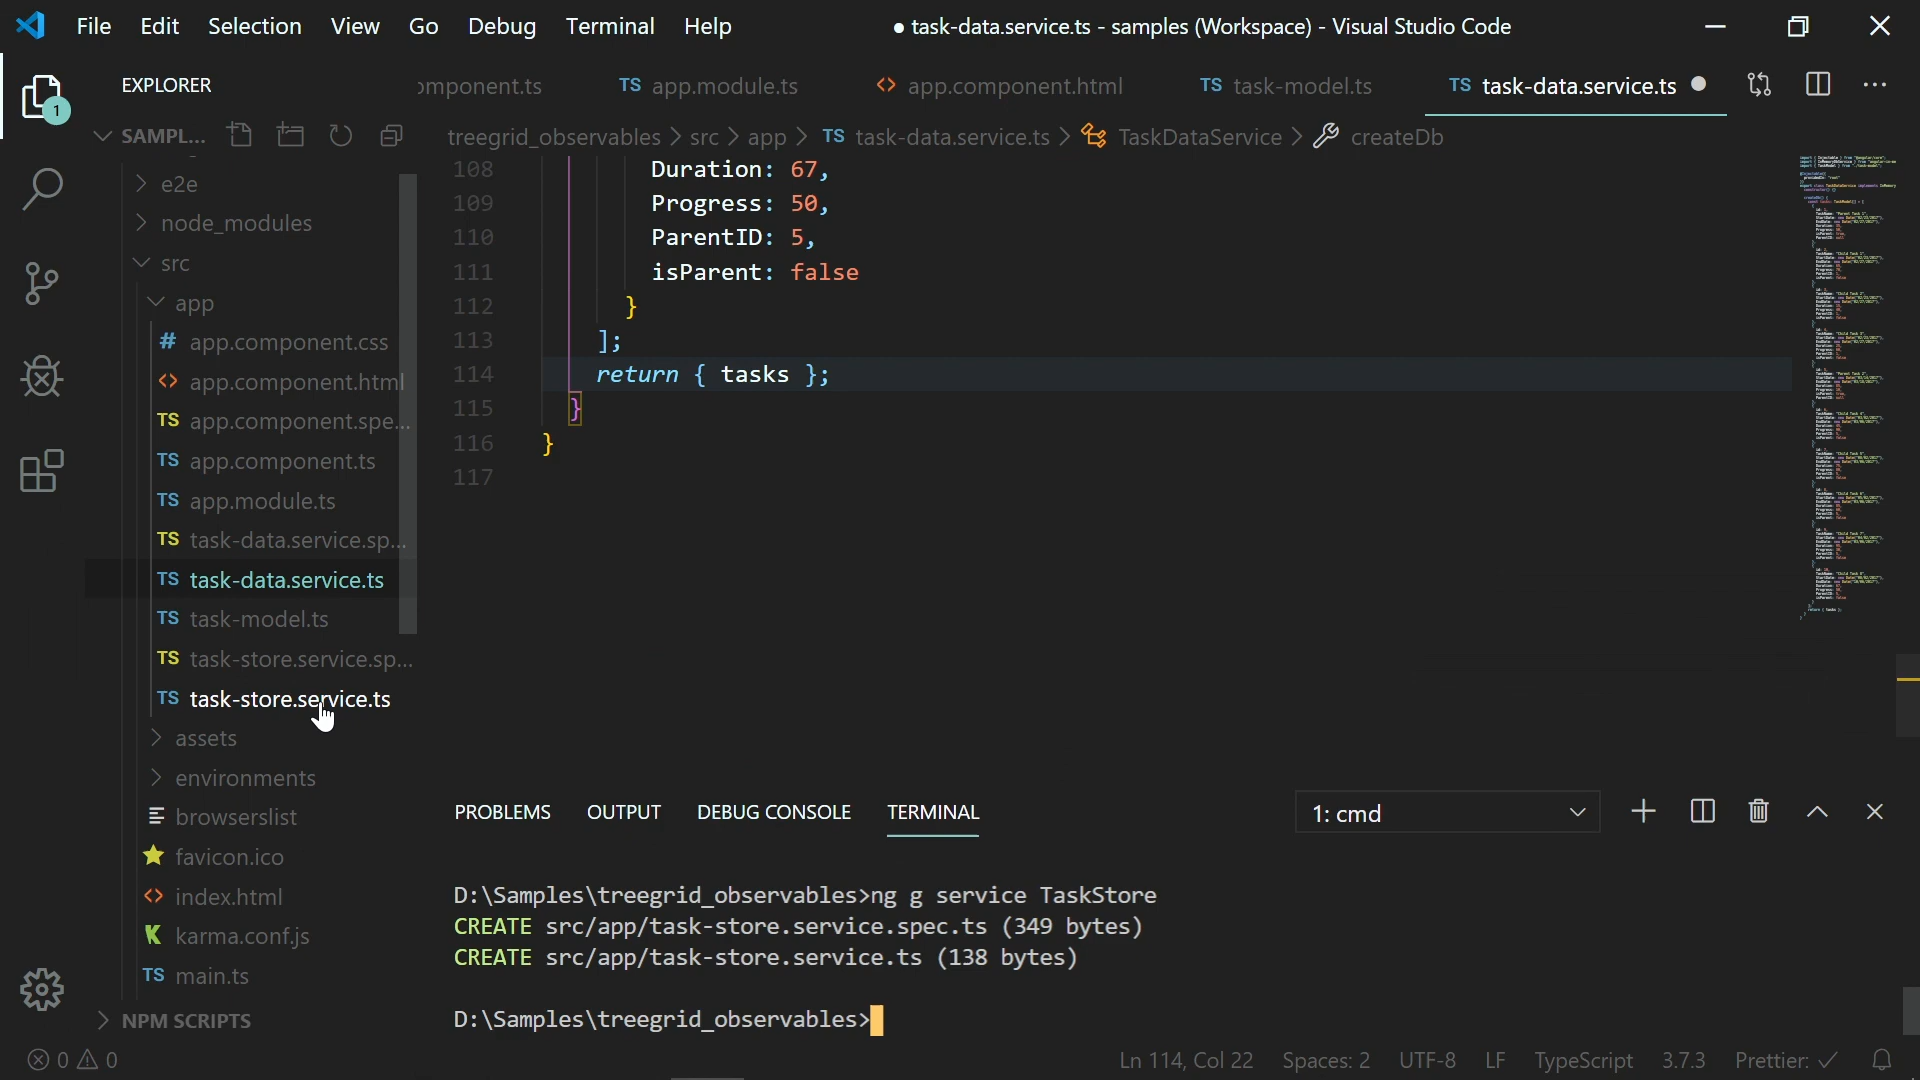 File Edit Selection View Go Debug Terminal Help
● task-data.service.ts - samples (Workspace) - Visual Studio Code
1
EXPLORER
omponent.ts
TS app.module.ts
<> app.component.html
TS task-model.ts
TS task-data.service.ts
SAMPL...
treegrid_observables > src > app > TS task-data.service.ts > TaskDataService > createDb
e2e
node_modules
src
app
# app.component.css
<> app.component.html
TS app.component.spe...
TS app.component.ts
TS app.module.ts
TS task-data.service.sp...
TS task-data.service.ts
TS task-model.ts
TS task-store.service.sp...
TS task-store.service.ts
assets
environments
browserslist
favicon.ico
<> index.html
K karma.conf.js
TS main.ts
NPM SCRIPTS
108 Duration: 67,
109 Progress: 50,
110 ParentID: 5,
111 isParent: false
112 }
113 ];
114 return { tasks };
115 }
116 }
117
PROBLEMS OUTPUT DEBUG CONSOLE TERMINAL
1: cmd
D:\Samples\treegrid_observables>ng g service TaskStore
CREATE src/app/task-store.service.spec.ts (349 bytes)
CREATE src/app/task-store.service.ts (138 bytes)
D:\Samples\treegrid_observables>
0 0
Ln 114, Col 22 Spaces: 2 UTF-8 LF TypeScript 3.7.3 Prettier: ✓